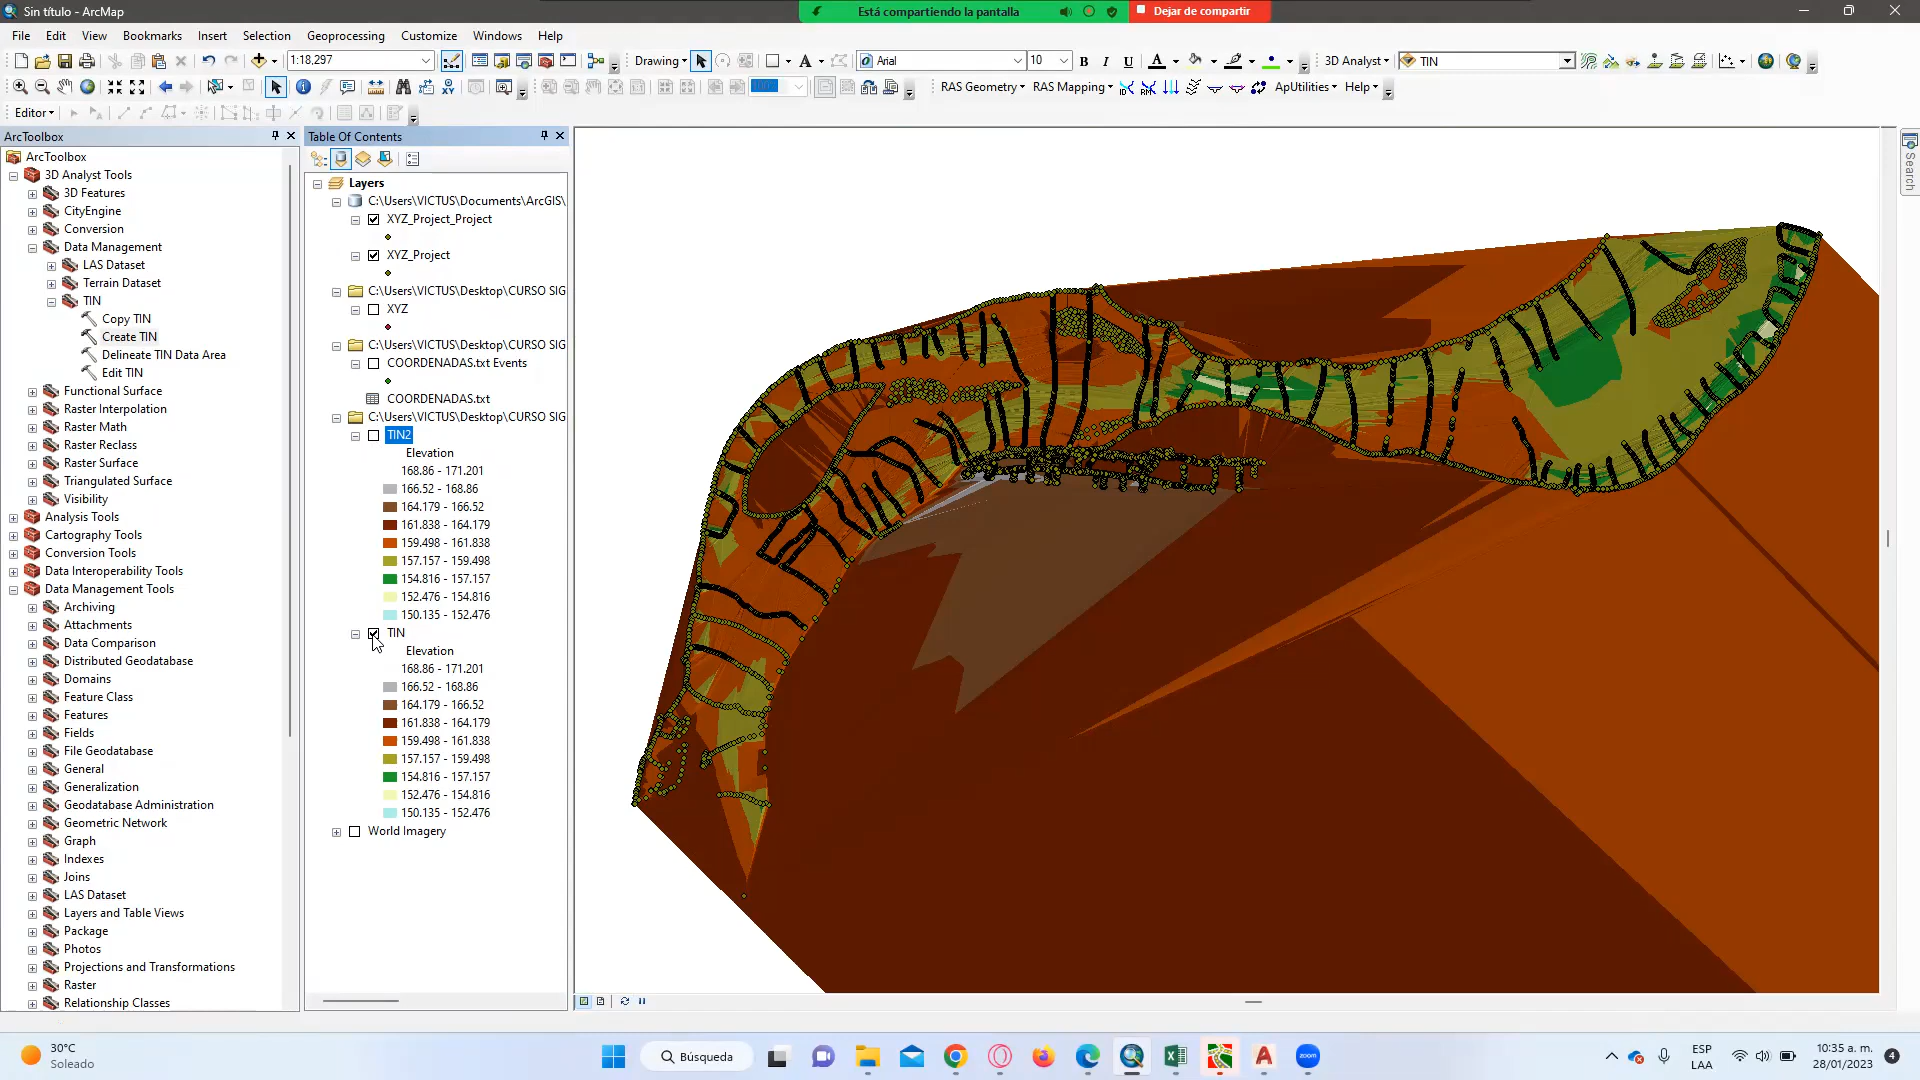 Sin título - ArcMap
Está compartiendo la pantalla
Dejar de compartir
File Edit View Bookmarks Insert Selection Geoprocessing Customize Windows Help
1:18,297
Drawing
A
Arial
10
B I U A
3D Analyst
TIN
RAS Geometry
RAS Mapping
ApUtilities
Help
Editor
ArcToolbox
ArcToolbox
3D Analyst Tools
3D Features
CityEngine
Conversion
Data Management
LAS Dataset
Terrain Dataset
TIN
Copy TIN
Create TIN
Delineate TIN Data Area
Edit TIN
Functional Surface
Raster Interpolation
Raster Math
Raster Reclass
Raster Surface
Triangulated Surface
Visibility
Analysis Tools
Cartography Tools
Conversion Tools
Data Interoperability Tools
Data Management Tools
Archiving
Attachments
Data Comparison
Distributed Geodatabase
Domains
Feature Class
Features
Fields
File Geodatabase
General
Generalization
Geodatabase Administration
Geometric Network
Graph
Indexes
Joins
LAS Dataset
Layers and Table Views
Package
Photos
Projections and Transformations
Raster
Relationship Classes
Table Of Contents
Layers
C:\Users\VICTUS\Documents\ArcGIS\
XYZ_Project_Project
XYZ_Project
C:\Users\VICTUS\Desktop\CURSO SIG
XYZ
C:\Users\VICTUS\Desktop\CURSO SIG
COORDENADAS.txt Events
COORDENADAS.txt
C:\Users\VICTUS\Desktop\CURSO SIG
TIN2
Elevation
168.86 - 171.201
166.52 - 168.86
164.179 - 166.52
161.838 - 164.179
159.498 - 161.838
157.157 - 159.498
154.816 - 157.157
152.476 - 154.816
150.135 - 152.476
TIN
Elevation
168.86 - 171.201
166.52 - 168.86
164.179 - 166.52
161.838 - 164.179
159.498 - 161.838
157.157 - 159.498
154.816 - 157.157
152.476 - 154.816
150.135 - 152.476
World Imagery
Search
30°C
Soleado
Búsqueda
zoom
ESP
LAA
10:35 a. m.
28/01/2023
4